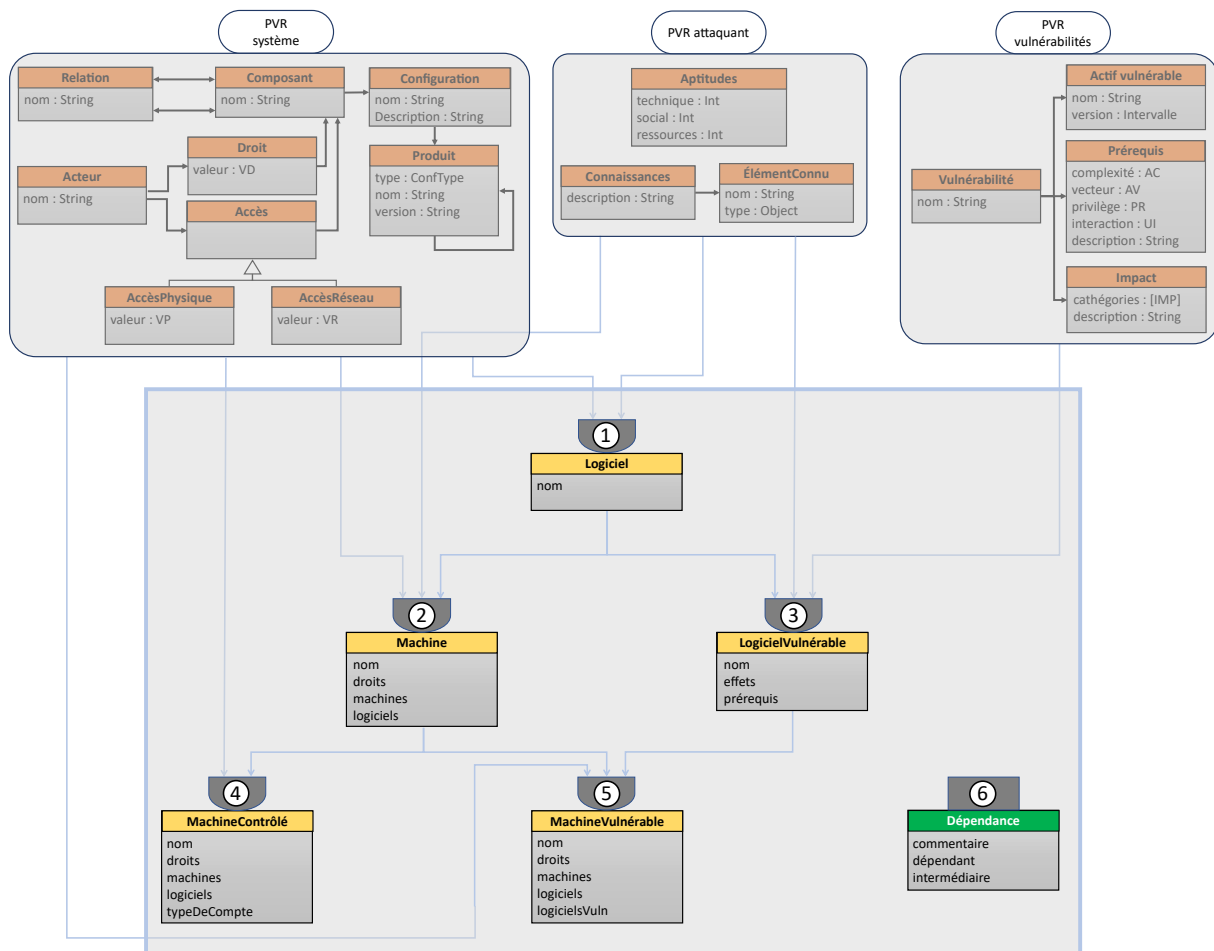 PVR
système
Relation
nom : String
Composant
nom : String
Configuration
nom : String
Description : String
Acteur
nom : String
Droit
valeur : VD
Accès
Produit
type : ConfType
nom : String
version : String
AccèsPhysique
valeur : VP
AccèsRéseau
valeur : VR
PVR attaquant
Aptitudes
technique : Int
social : Int
ressources : Int
Connaissances
description : String
ÉlémentConnu
nom : String
type : Object
PVR
vulnérabilités
Vulnérabilité
nom : String
Actif vulnérable
nom : String
version : Intervalle
Prérequis
complexité : AC
vecteur : AV
privilège : PR
interaction : UI
description : String
Impact
cathégories : [IMP]
description : String
1
Logiciel
nom
2
Machine
nom
droits
machines
logiciels
3
LogicielVulnérable
nom
effets
prérequis
4
MachineContrôlé
nom
droits
machines
logiciels
typeDeCompte
5
MachineVulnérable
nom
droits
machines
logiciels
logicielsVuln
6
Dépendance
commentaire
dépendant
intermédiaire